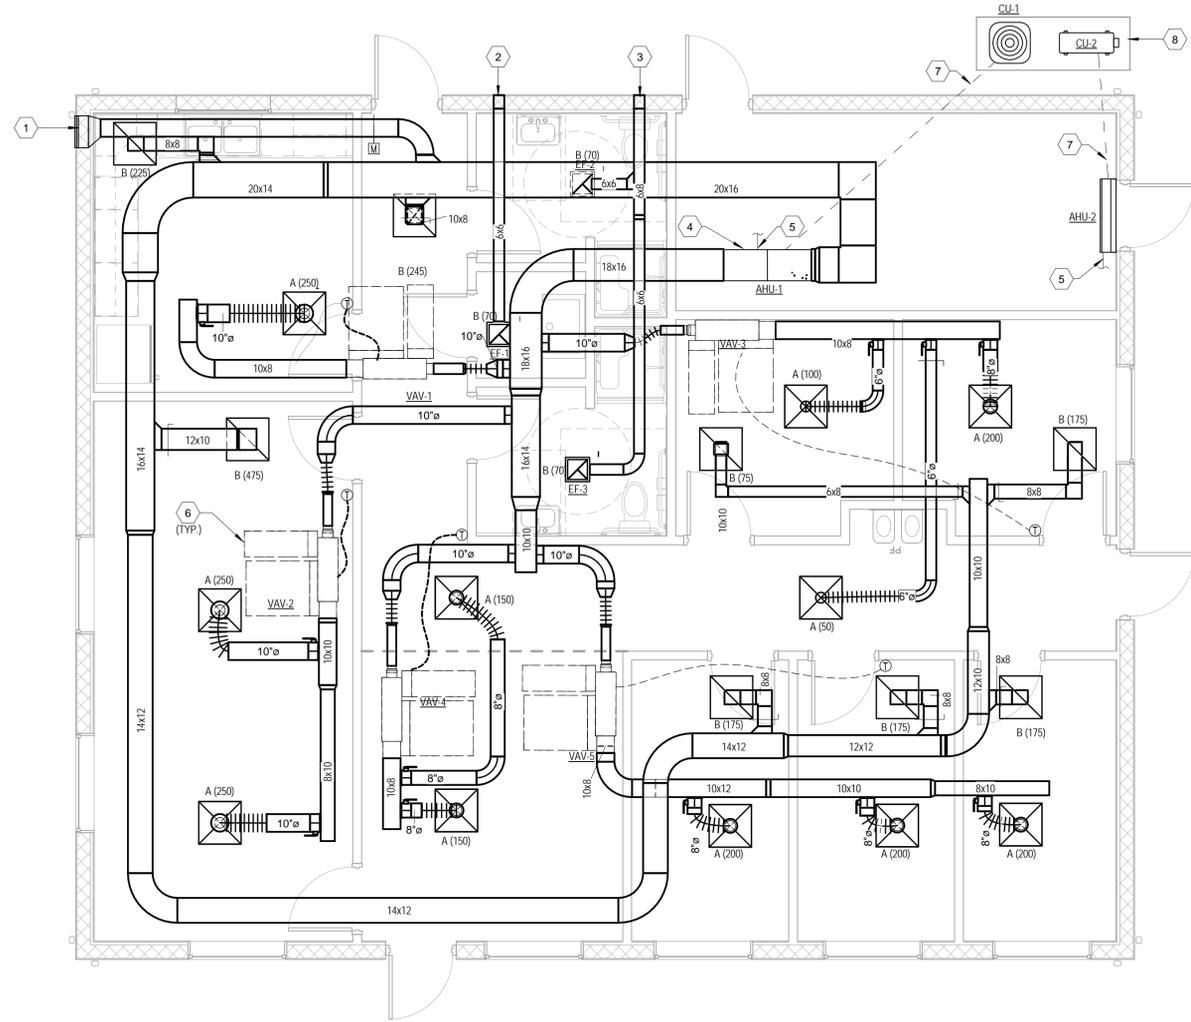 CU-1
CU-2
8
7
2
3
1
7
8x8
B (225)
M
B (70)
EF-2
6x6
6x8
20x14
20x16
10x8
6x6
4
5
AHU-2
18x16
AHU-1
5
B (245)
A (250)
T
6x6
10"ø
B (70)
10"ø
EF-1
18x16
10"ø
VAV-3
10x8
10x8
VAV-1
A (100)
6"ø
8"ø
10"ø
A (200)
B (175)
12x10
B (475)
16x14
16x14
B (70)
EF-3
B (75)
6"ø
6x8
8x8
T
6
(TYP.)
10x10
T
T
10x10
10"ø
10"ø
PF
10x10
A (250)
VAV-2
A (150)
A (50)
6"ø
10"ø
10x10
T
8x8
8x8
12x10
8x8
VAV-4
8"ø
B (175)
B (175)
B (175)
14x12
14x12
12x12
VAV-5
8x10
10x8
8"ø
10x8
10x12
10x10
8x10
A (250)
10"ø
8"ø
A (150)
8"ø
A (200)
8"ø
A (200)
8"ø
A (200)
14x12